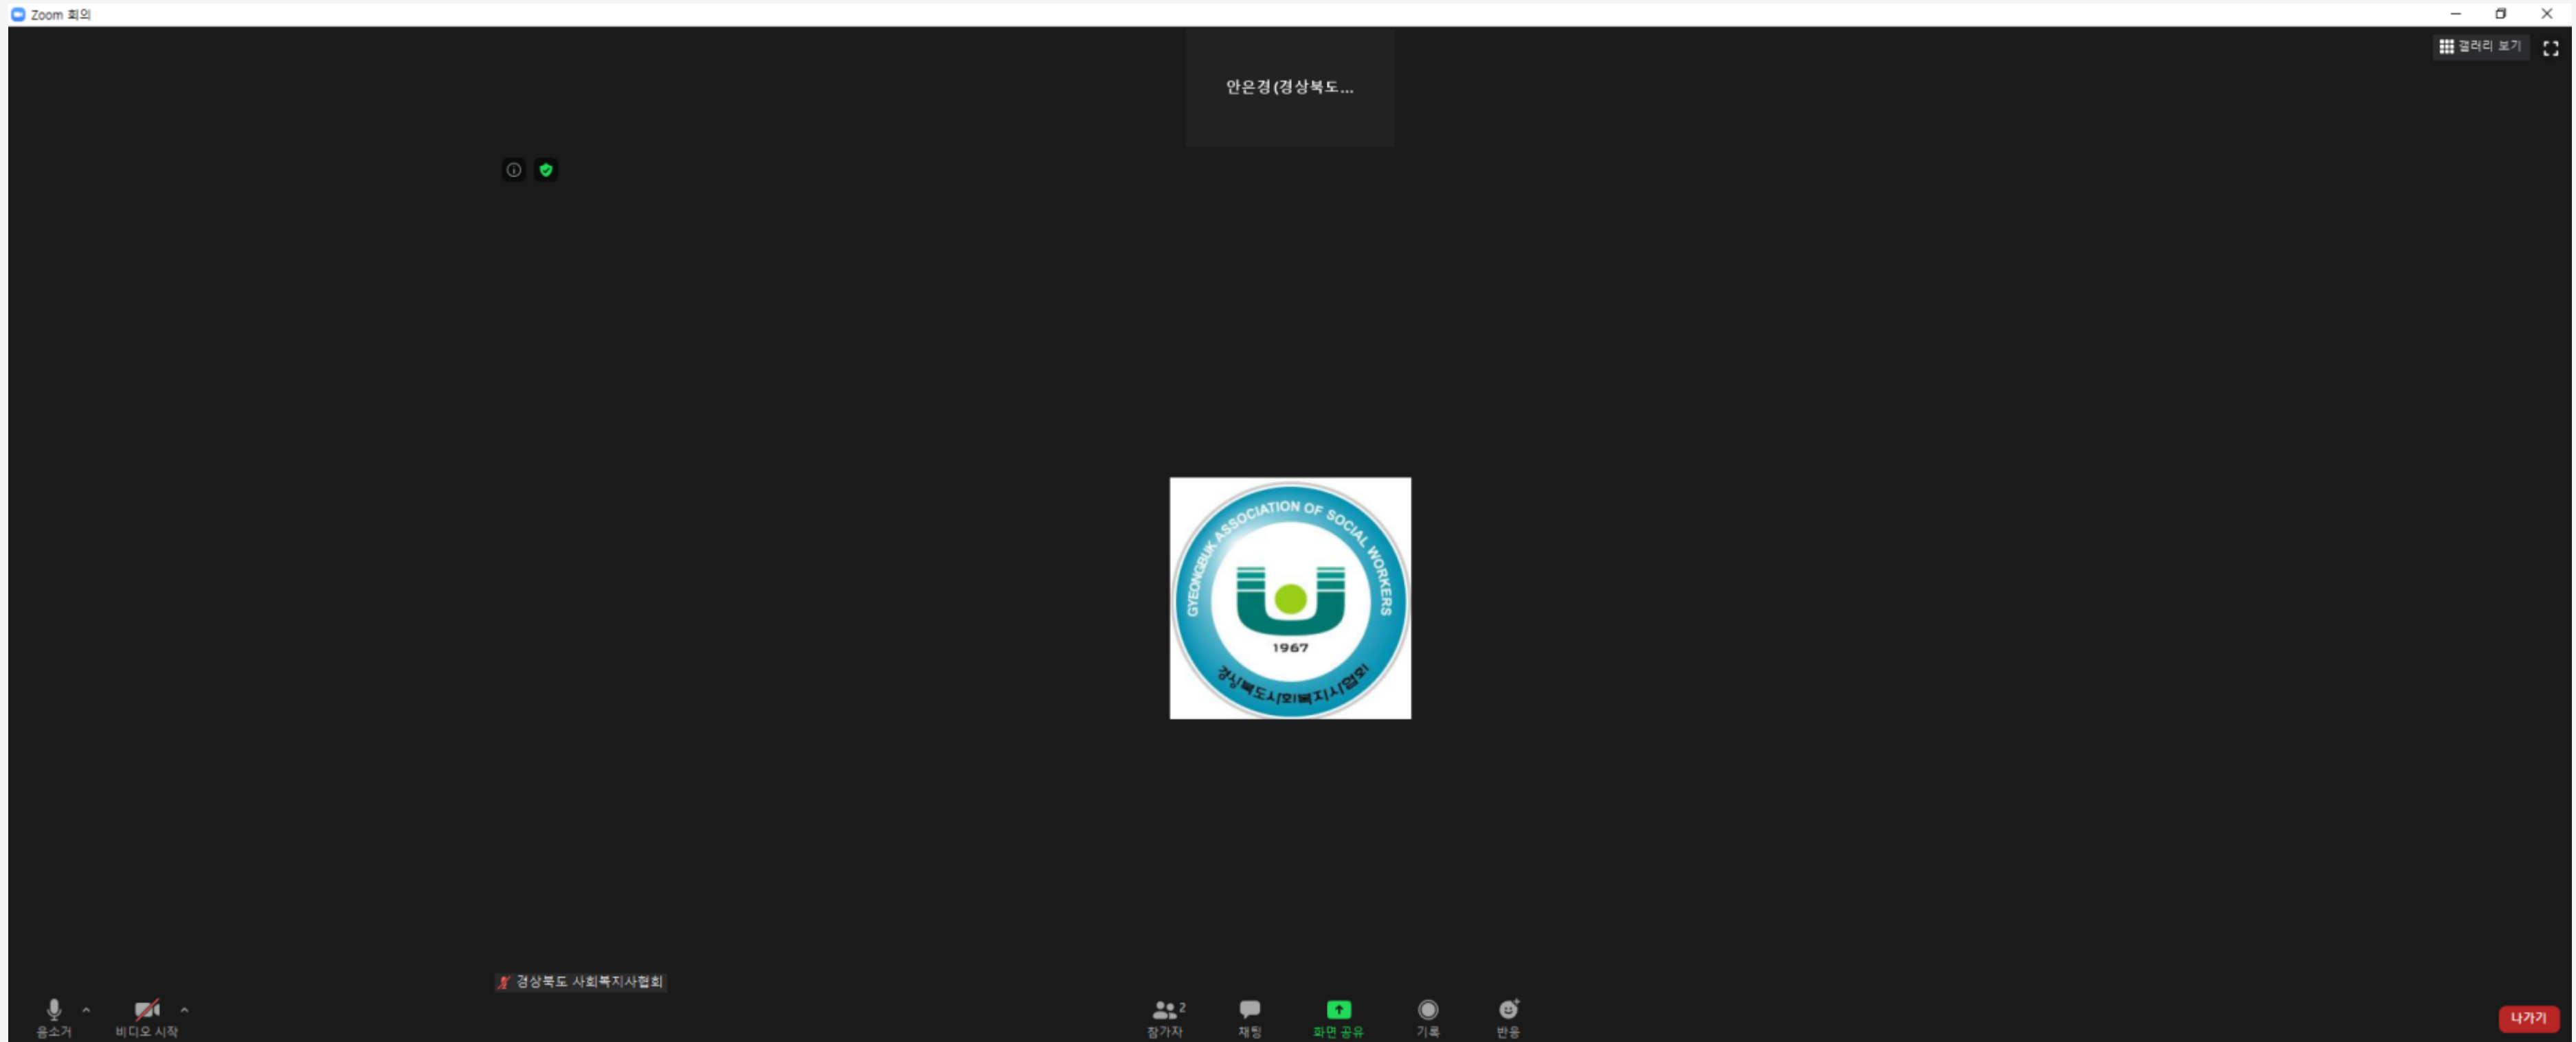 Zoom 회의
갤러리 보기
안은경(경상북도...
GYEONGBUK ASSOCIATION OF SOCIAL WORKERS
1967
경상북도사회복지사협회
경상북도 사회복지사협회
음소거
비디오 시작
2
참가자
채팅
화면 공유
기록
반응
나가기